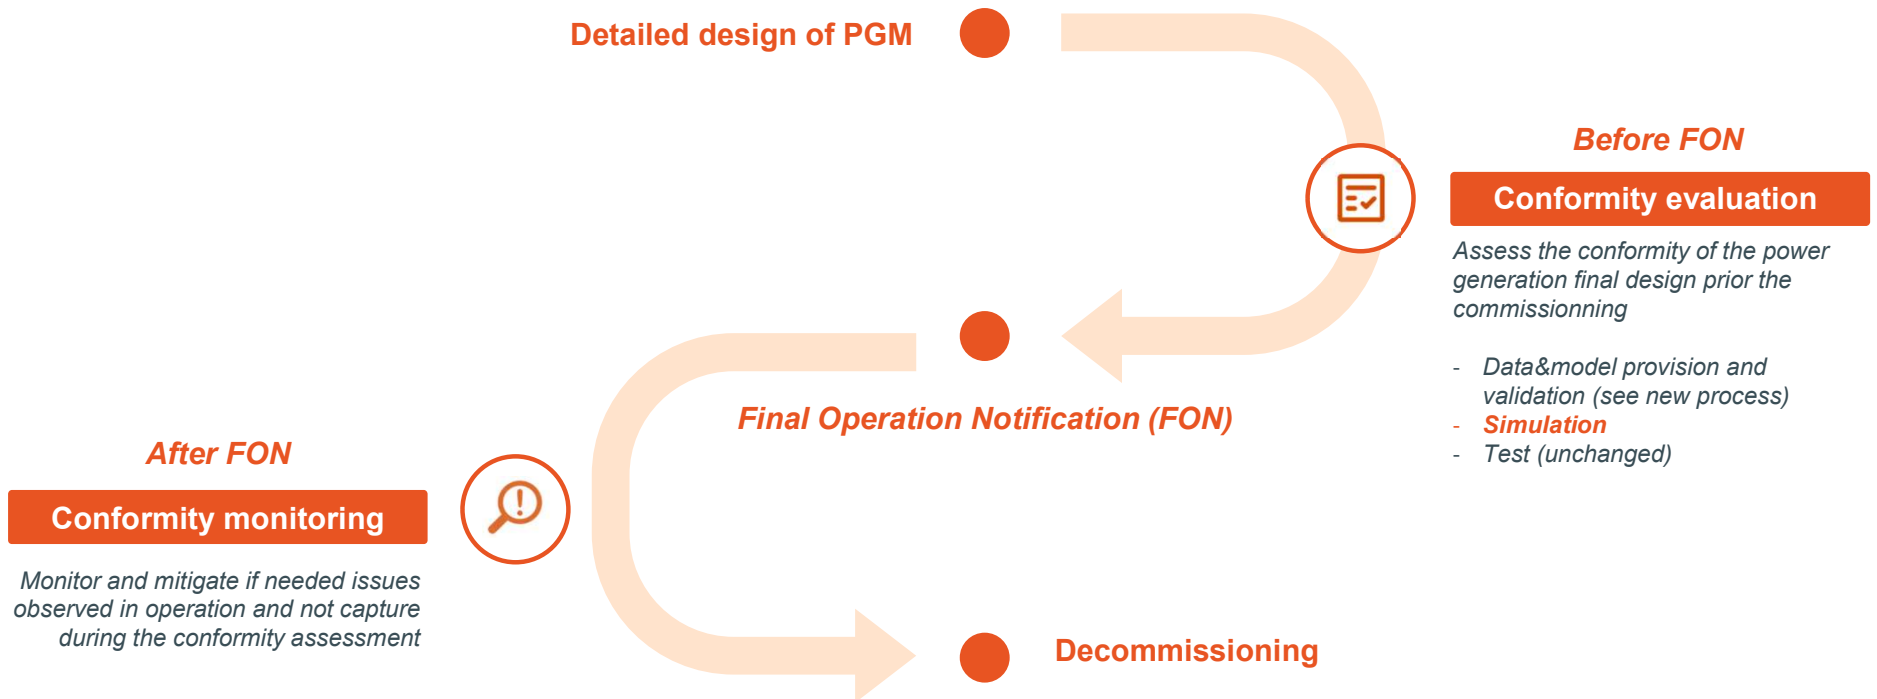 Detailed design of PGM
Before FON
Conformity evaluation
Assess the conformity of the power
generation final design prior the
commissionning
- Data&model provision and
validation (see new process)
- Simulation
- Test (unchanged)
Final Operation Notification (FON)
After FON
Conformity monitoring
Monitor and mitigate if needed issues
observed in operation and not capture
during the conformity assessment
Decommissioning